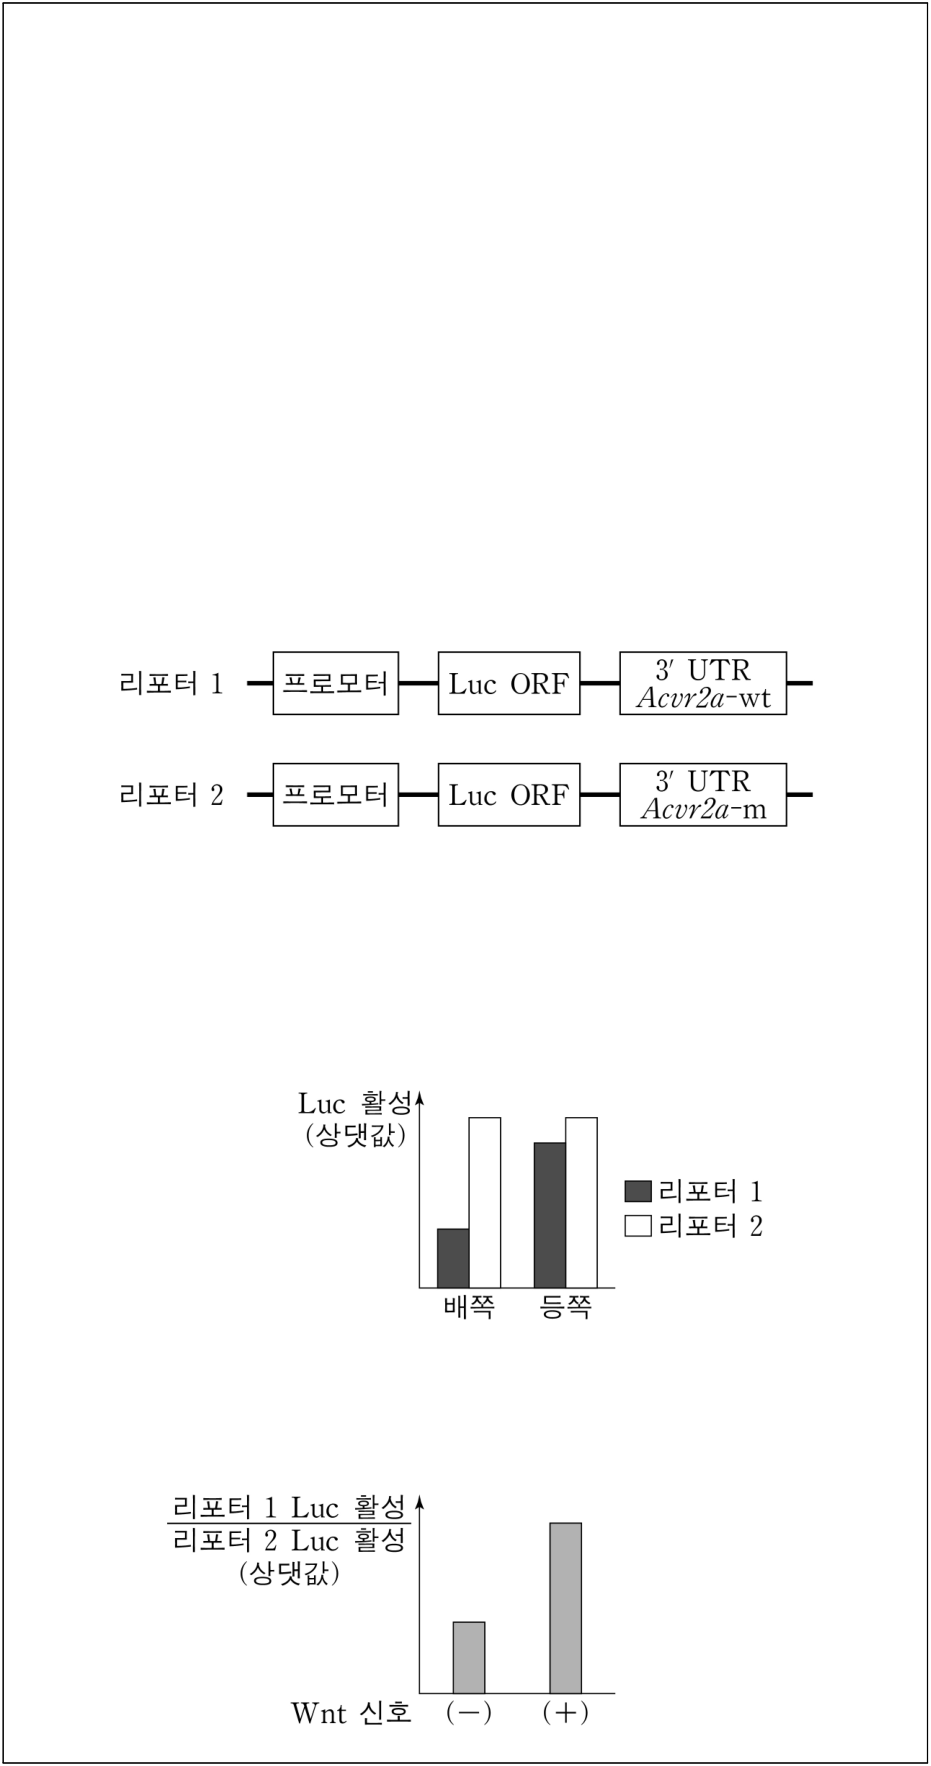 리포터 1 프로모터 Luc ORF 3′ UTR
Acvr2a-wt
리포터 2 프로모터 Luc ORF 3′ UTR
Acvr2a-m
Luc 활성
(상댓값)
리포터 1
리포터 2
배쪽 등쪽
리포터 1 Luc 활성
리포터 2 Luc 활성
(상댓값)
Wnt 신호 (−) (+)